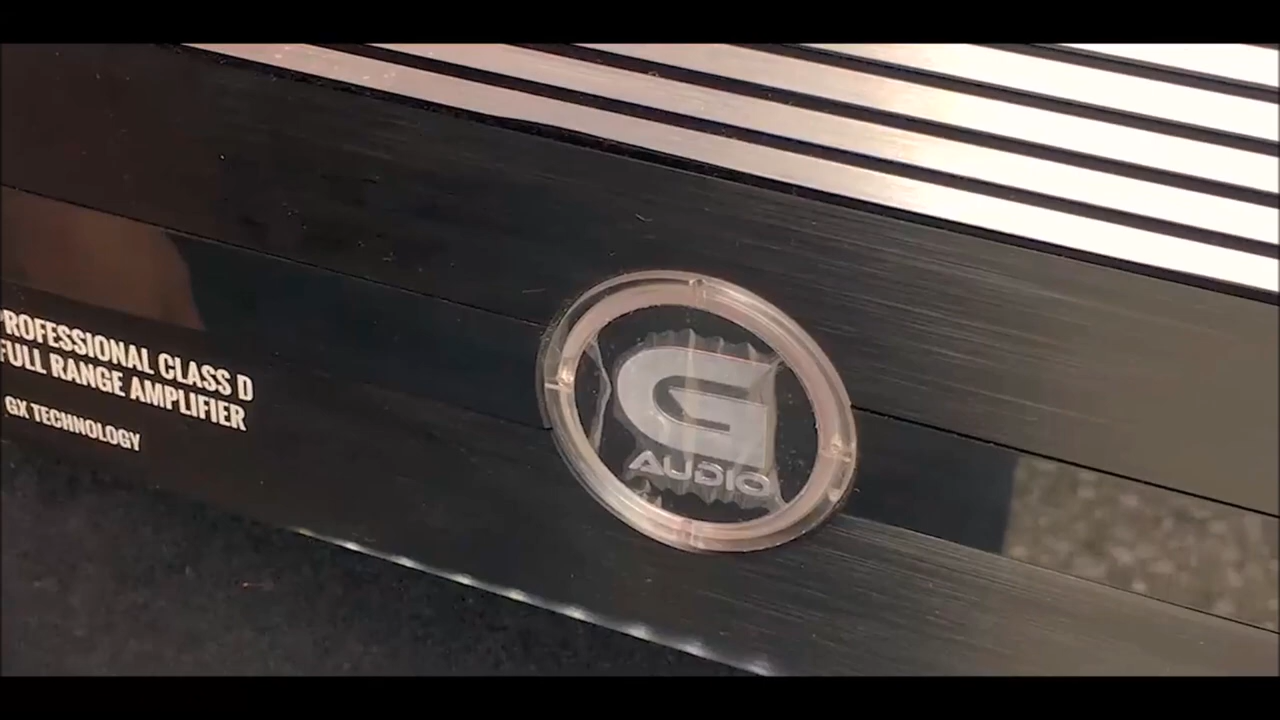 PROFESSIONAL CLASS D
FULL RANGE AMPLIFIER
GX TECHNOLOGY
G
AUDIO